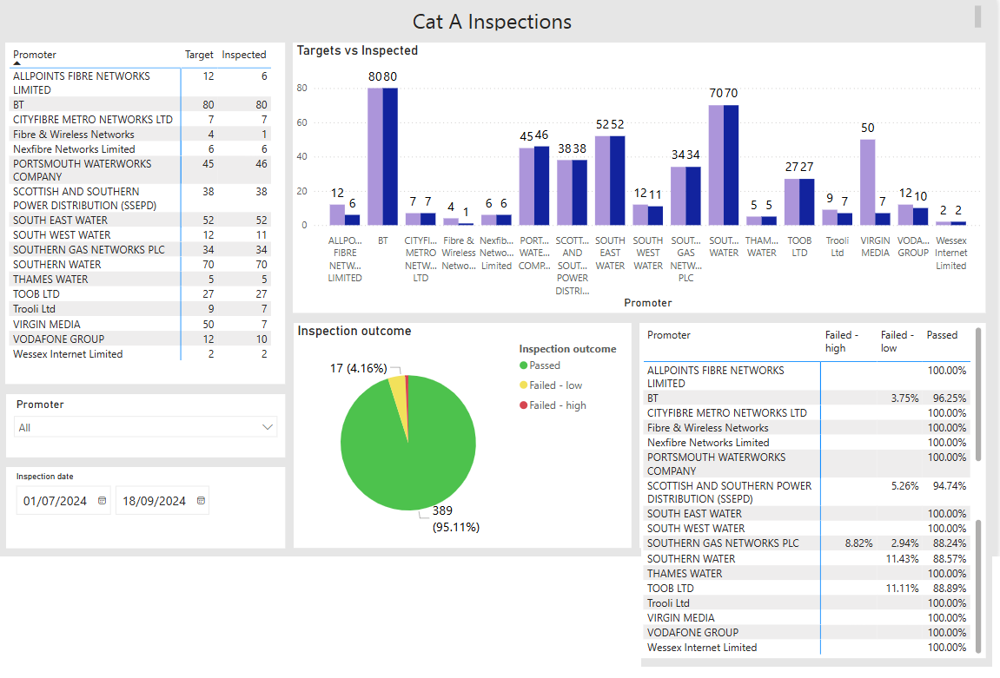 Cat A Inspections
Promoter Target Inspected
ALLPOINTS FIBRE NETWORKS 12 6
LIMITED
BT 80 80
CITYFIBRE METRO NETWORKS LTD 7 7
Fibre & Wireless Networks 4 1
Nexfibre Networks Limited 6 6
PORTSMOUTH WATERWORKS 45 46
COMPANY
SCOTTISH AND SOUTHERN 38 38
POWER DISTRIBUTION (SSEPD)
SOUTH EAST WATER 52 52
SOUTH WEST WATER 12 11
SOUTHERN GAS NETWORKS PLC 34 34
SOUTHERN WATER 70 70
THAMES WATER 5 5
TOOB LTD 27 27
Trooli Ltd 9 7
VIRGIN MEDIA 50 7
VODAFONE GROUP 12 10
Wessex Internet Limited 2 2
Promoter
All
Inspection date
01/07/2024 18/09/2024
Targets vs Inspected
80
60
40
20
0
12 6 80 80 7 7 4 1 6 6 45 46 38 38 52 52 12 11 34 34 70 70 5 5 27 27 9 7 50 7 12 10 2 2
ALLPO... BT CITYFI... Fibre & Nexfib... PORT... SCOTT... SOUTH SOUTH SOUT... SOUT... THAM... TOOB Trooli VIRGIN VODA... Wessex
FIBRE METRO Wireless Netwo... WATE... AND EAST WEST GAS WATER WATER LTD Ltd MEDIA GROUP Internet
NETW... NETW... Netwo... Limited COMP... SOUT... WATER WATER NETW... Limited
LIMITED LTD POWER PLC
DISTRI...
Promoter
Inspection outcome
17 (4.16%)
389
(95.11%)
Inspection outcome
Passed
Failed - low
Failed - high
Promoter Failed - Failed - Passed
high low
ALLPOINTS FIBRE NETWORKS 100.00%
LIMITED
BT 3.75% 96.25%
CITYFIBRE METRO NETWORKS LTD 100.00%
Fibre & Wireless Networks 100.00%
Nexfibre Networks Limited 100.00%
PORTSMOUTH WATERWORKS 100.00%
COMPANY
SCOTTISH AND SOUTHERN POWER 5.26% 94.74%
DISTRIBUTION (SSEPD)
SOUTH EAST WATER 100.00%
SOUTH WEST WATER 100.00%
SOUTHERN GAS NETWORKS PLC 8.82% 2.94% 88.24%
SOUTHERN WATER 11.43% 88.57%
THAMES WATER 100.00%
TOOB LTD 11.11% 88.89%
Trooli Ltd 100.00%
VIRGIN MEDIA 100.00%
VODAFONE GROUP 100.00%
Wessex Internet Limited 100.00%